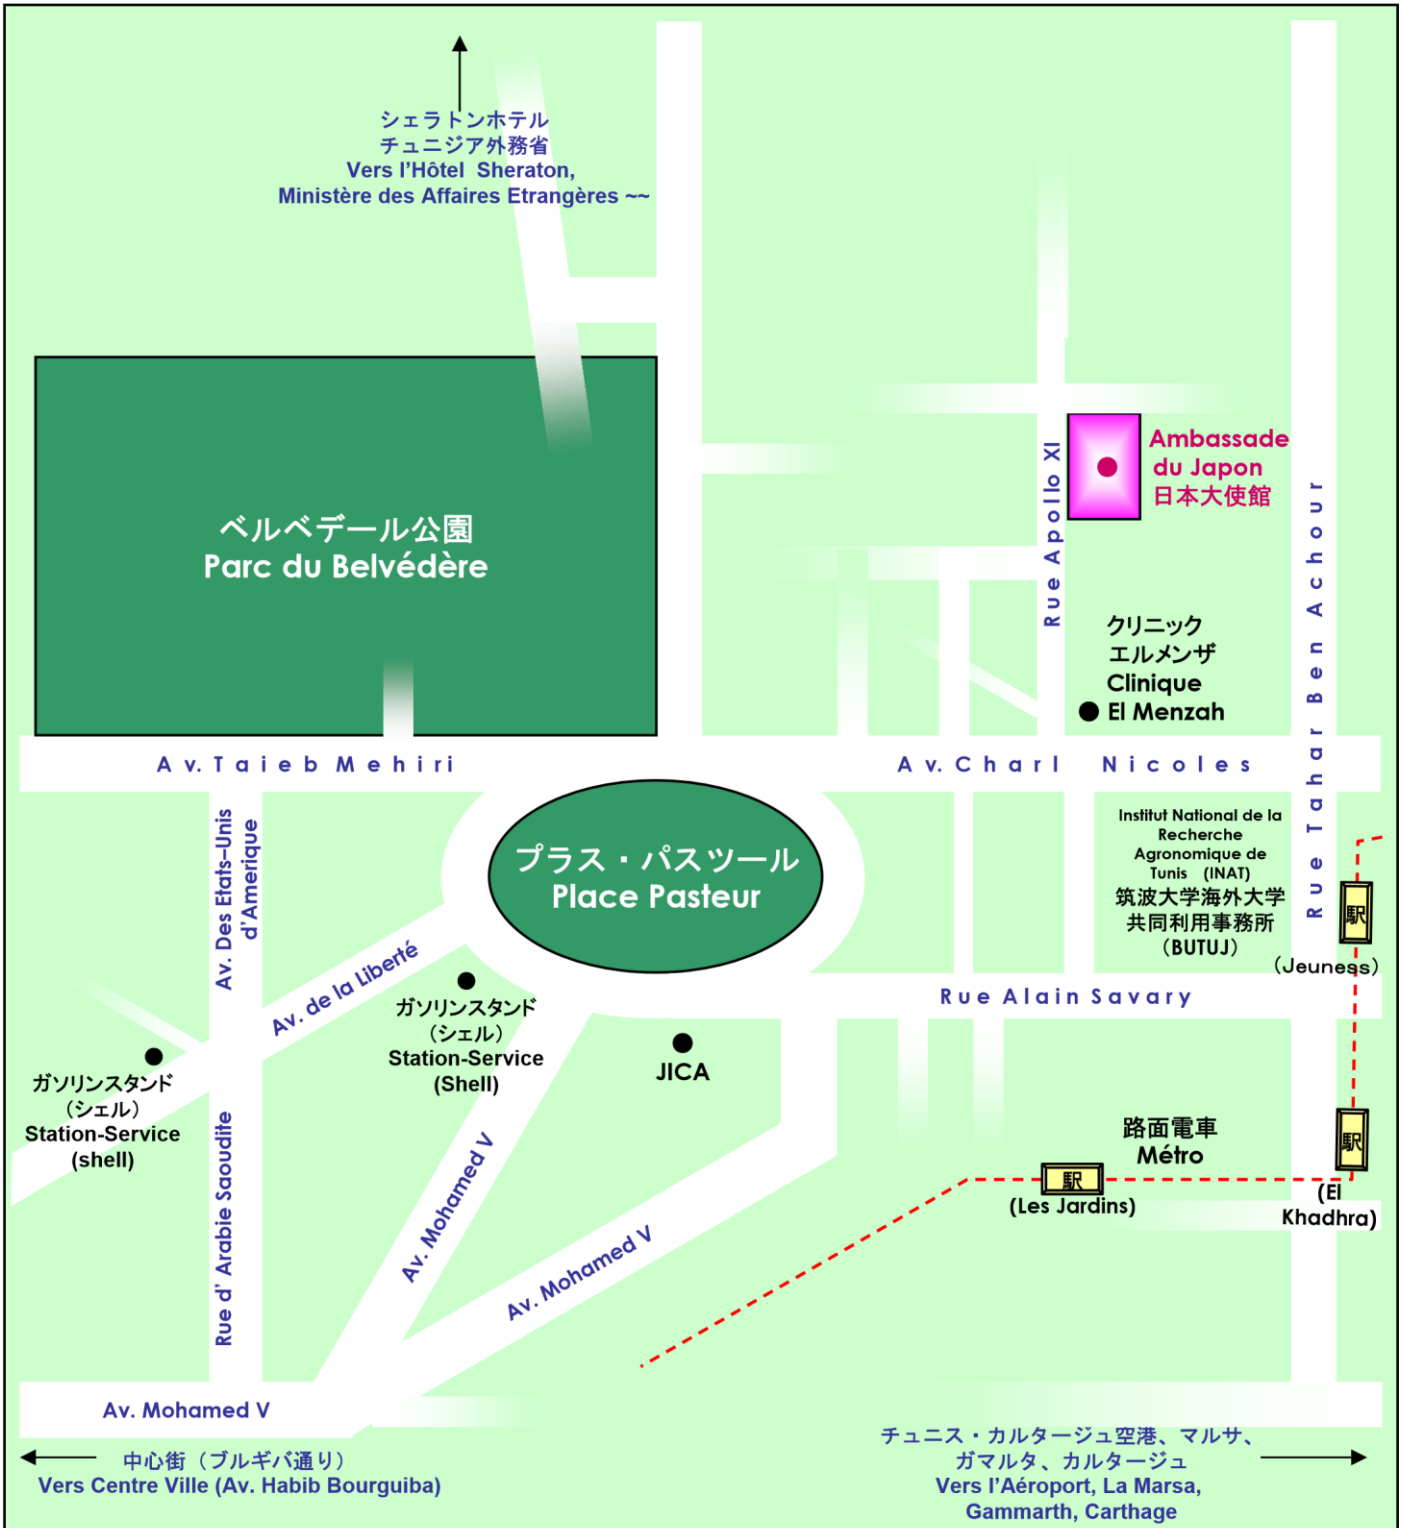 シェラトンホテル
チュニジア外務省
Vers l'Hôtel Sheraton,
Ministère des Affaires Etrangères ~~
Ambassade
du Japon
日本大使館
ベルベデール公園
Parc du Belvédère
Rue Apollo XI
Rue Tahar Ben Achour
クリニック
エルメンザ
Clinique
El Menzah
Av. Taieb Mehiri
Av. Charl Nicoles
Av. Des Etats–Unis
d'Amerique
プラス・パスツール
Place Pasteur
Institut National de la
Recherche
Agronomique de
Tunis (INAT)
筑波大学海外大学
共同利用事務所
(BUTUJ)
駅
(Jeuness)
Av. de la Liberté
Rue Alain Savary
ガソリンスタンド
(シェル)
Station-Service
(Shell)
JICA
ガソリンスタンド
(シェル)
Station-Service
(shell)
Rue d' Arabie Saoudite
Av. Mohamed V
Av. Mohamed V
路面電車
Métro
駅
(Les Jardins)
駅
(El
Khadhra)
Av. Mohamed V
中心街(ブルギバ通り)
Vers Centre Ville (Av. Habib Bourguiba)
チュニス・カルタージュ空港、マルサ、
ガマルタ、カルタージュ
Vers l'Aéroport, La Marsa,
Gammarth, Carthage